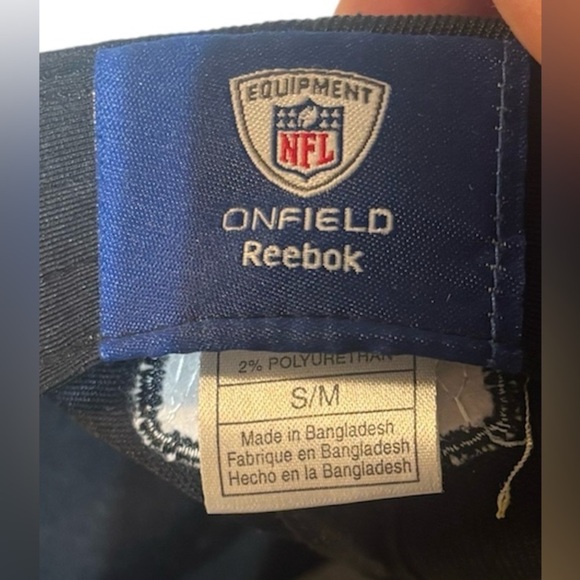 EQUIPMENT
NFL
ONFIELD
Reebok
2% POLYURETHAN
S/M
Made in Bangladesh
Fabrique en Bangladesh
Hecho en la Bangladesh